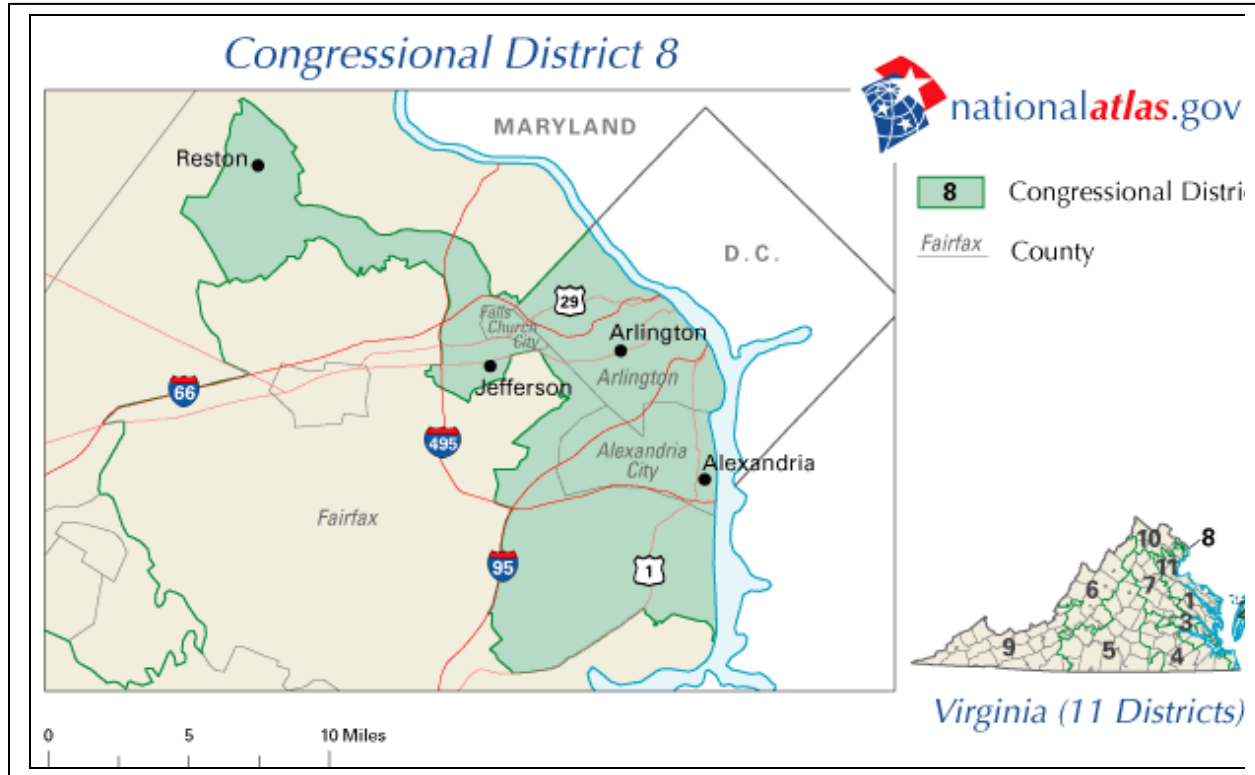 Congressional District 8
nationalatlas.gov
MARYLAND
Reston
8 Congressional Distri
D.C.
Fairfax County
29
Falls
Church
City
Arlington
Arlington
Jefferson
66
495
Alexandria
City
Alexandria
Fairfax
95
1
10
8
11
6
7
1
3
2
9
5
4
Virginia (11 Districts)
0 5 10 Miles